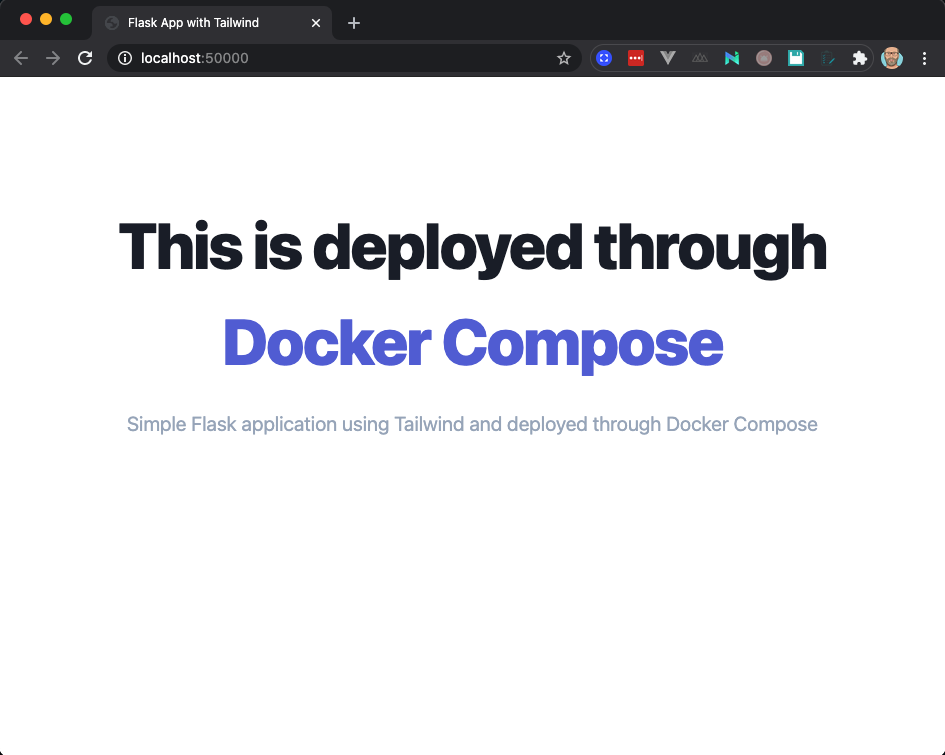 Flask App with Tailwind
localhost:50000
This is deployed through
Docker Compose
Simple Flask application using Tailwind and deployed through Docker Compose